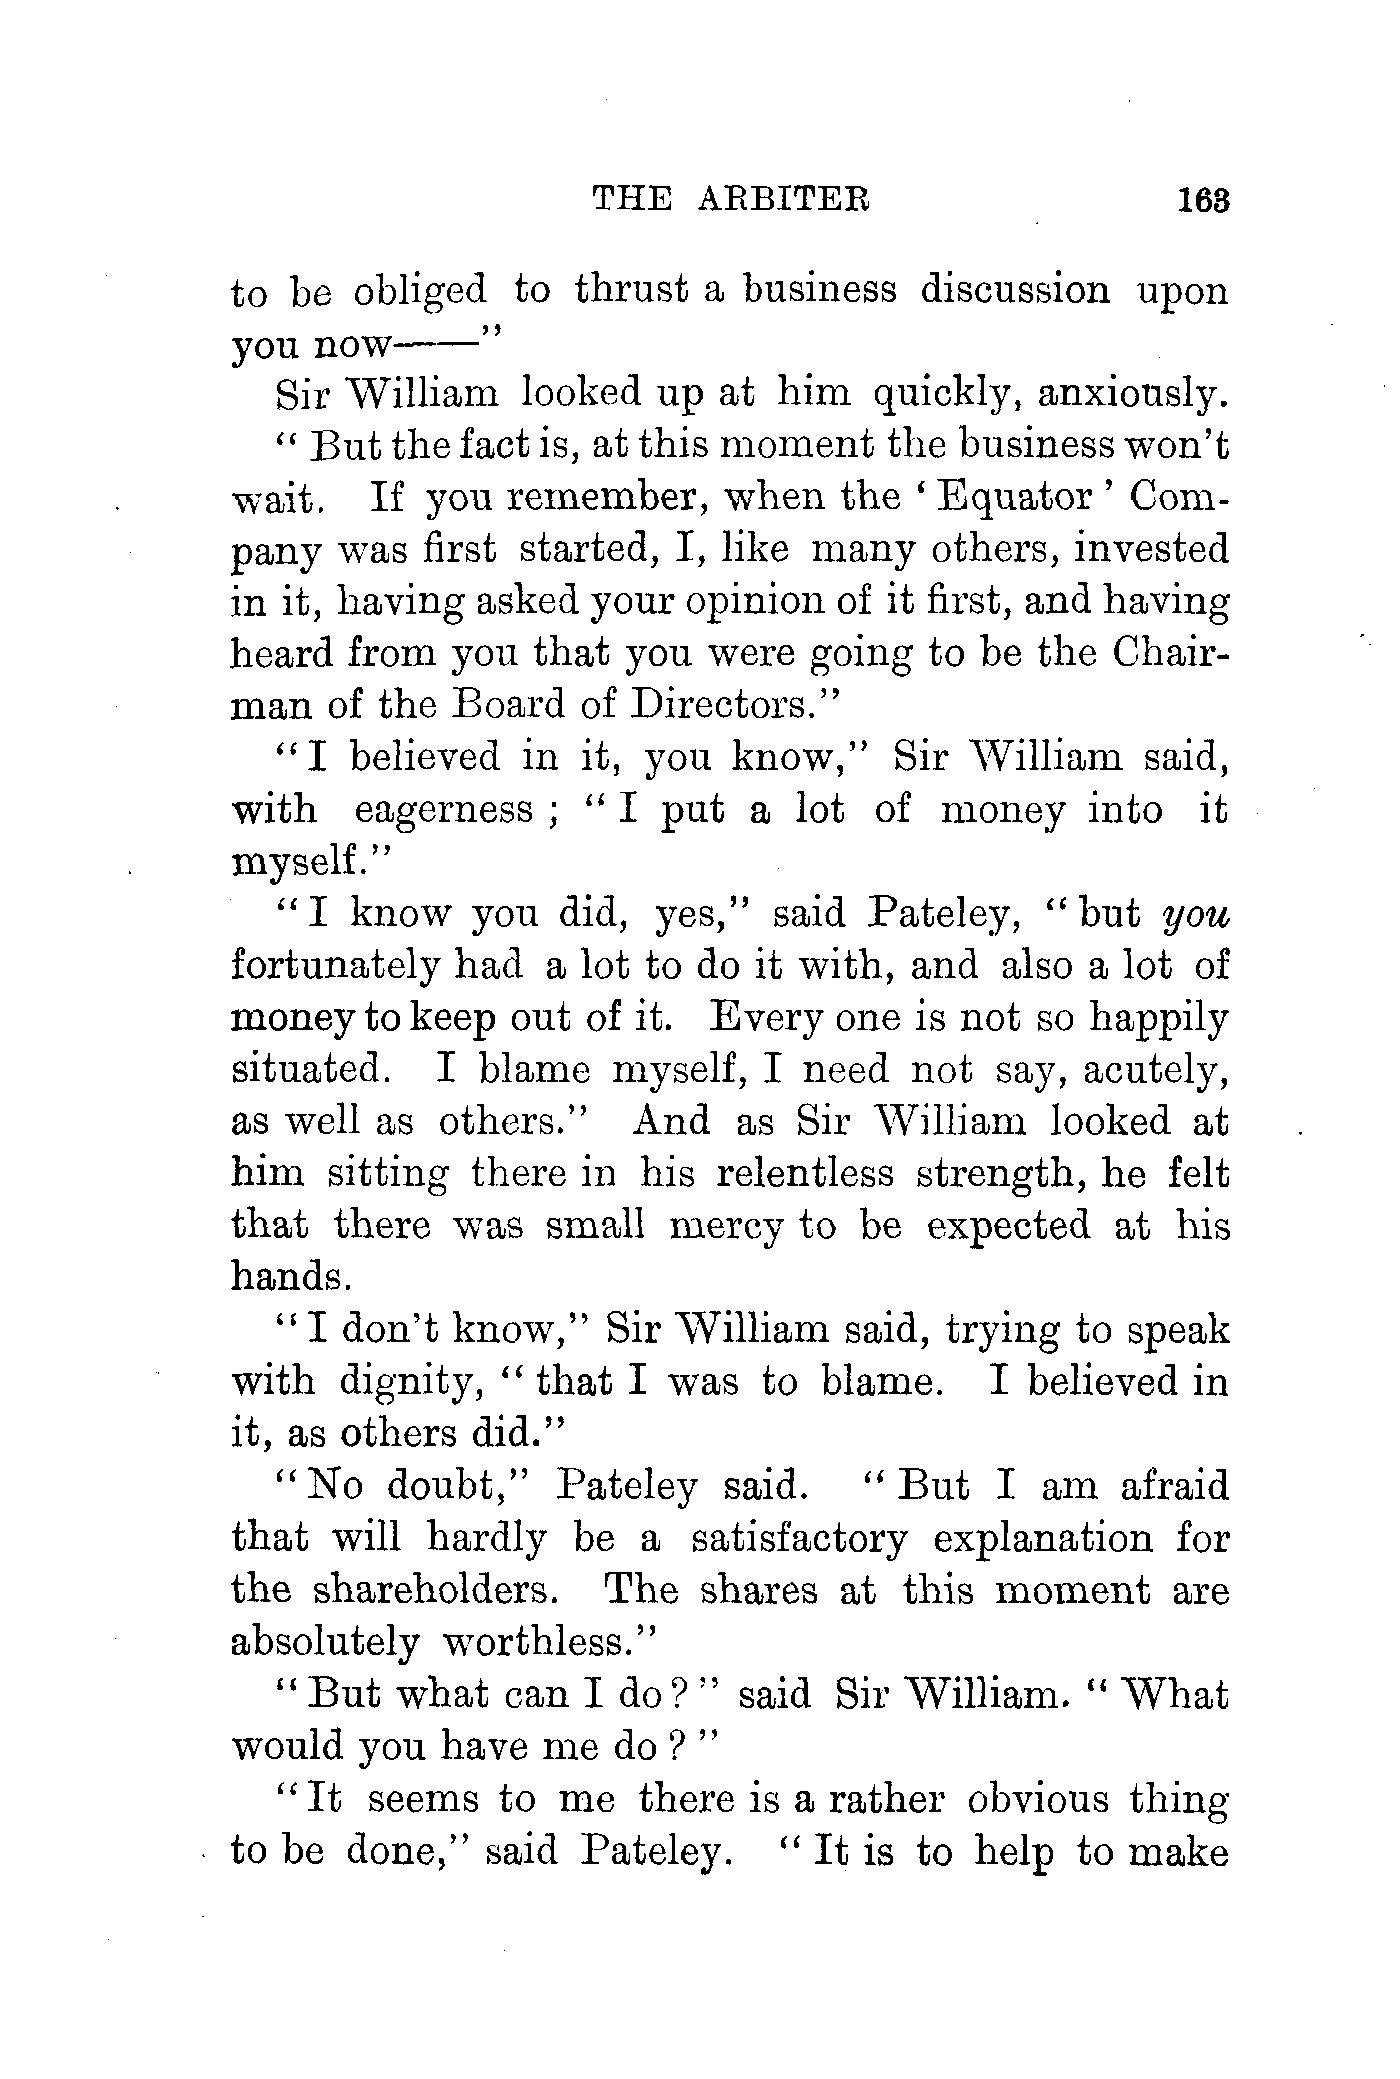 THE ARBITER 163
to be obliged to thrust a business discussion upon
you now——"
Sir William looked up at him quickly, anxiously.
"But the fact is, at this moment the business won't
wait. If you remember, when the 'Equator' Com-
pany was first started, I, like many others, invested
in it, having asked your opinion of it first, and having
heard from you that you were going to be the Chair-
man of the Board of Directors."
"I believed in it, you know," Sir William said,
with eagerness; "I put a lot of money into it
myself."
"I know you did, yes," said Pateley, "but you
fortunately had a lot to do it with, and also a lot of
money to keep out of it. Every one is not so happily
situated. I blame myself, I need not say, acutely,
as well as others." And as Sir William looked at
him sitting there in his relentless strength, he felt
that there was small mercy to be expected at his
hands.
"I don't know," Sir William said, trying to speak
with dignity, "that I was to blame. I believed in
it, as others did."
"No doubt," Pateley said. "But I am afraid
that will hardly be a satisfactory explanation for
the shareholders. The shares at this moment are
absolutely worthless."
"But what can I do?" said Sir William. "What
would you have me do?"
"It seems to me there is a rather obvious thing
to be done," said Pateley. "It is to help to make